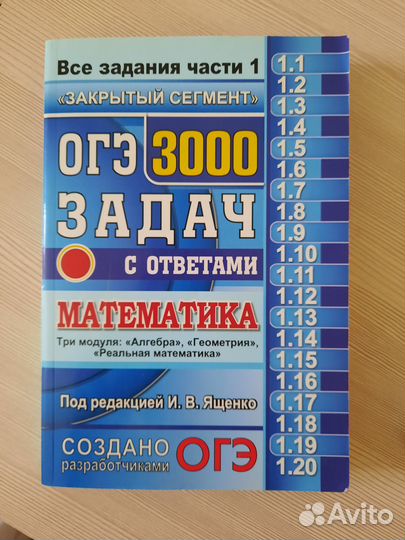 Все задания части 1
«ЗАКРЫТЫЙ СЕГМЕНТ»
ОГЭ 3000
ЗАДАЧ
С ОТВЕТАМИ
МАТЕМАТИКА
Три модуля: «Алгебра», «Геометрия»,
«Реальная математика»
Под редакцией И. В. Ященко
СОЗДАНО
разработчиками
ОГЭ
1.1
1.2
1.3
1.4
1.5
1.6
1.7
1.8
1.9
1.10
1.11
1.12
1.13
1.14
1.15
1.16
1.17
1.18
1.19
1.20
Avito